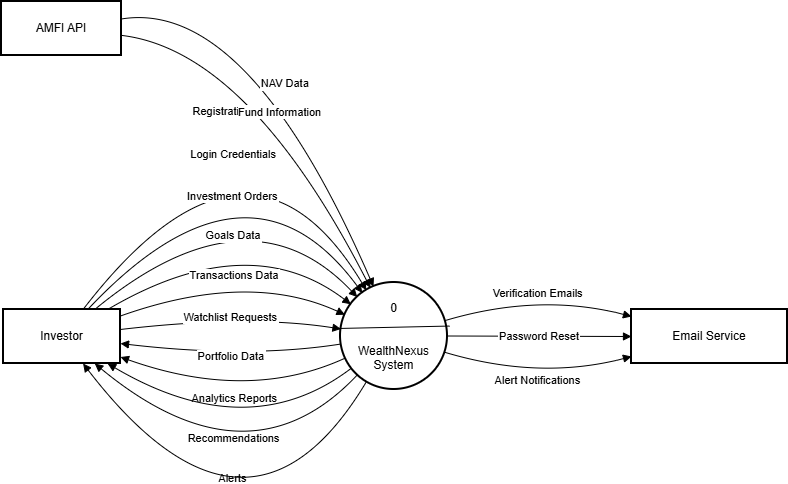 AMFI API
NAV Data
Registrati
Fund Information
Login Credentials
Investment Orders
Goals Data
Transactions Data
Watchlist Requests
Portfolio Data
Analytics Reports
Recommendations
Alerts
Investor
0
WealthNexus
System
Verification Emails
Password Reset
Alert Notifications
Email Service